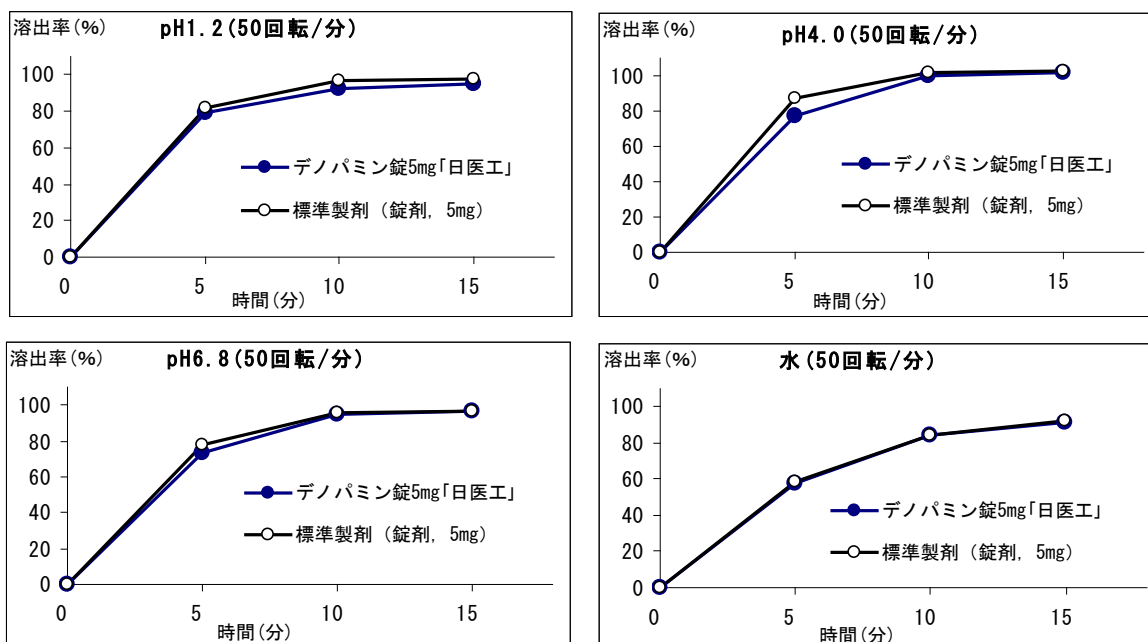 溶出率(%)
pH1.2(50回転/分)
100
80
60
40
20
0
デノパミン錠5mg「日医工」
標準製剤（錠剤, 5mg）
0 5 10 15
時間(分)
溶出率(%)
pH4.0(50回転/分)
100
80
60
40
20
0
デノパミン錠5mg「日医工」
標準製剤（錠剤, 5mg）
0 5 10 15
時間(分)
溶出率(%)
pH6.8(50回転/分)
100
80
60
40
20
0
デノパミン錠5mg「日医工」
標準製剤（錠剤, 5mg）
0 5 10 15
時間(分)
溶出率(%)
水(50回転/分)
100
80
60
40
20
0
デノパミン錠5mg「日医工」
標準製剤（錠剤, 5mg）
0 5 10 15
時間(分)